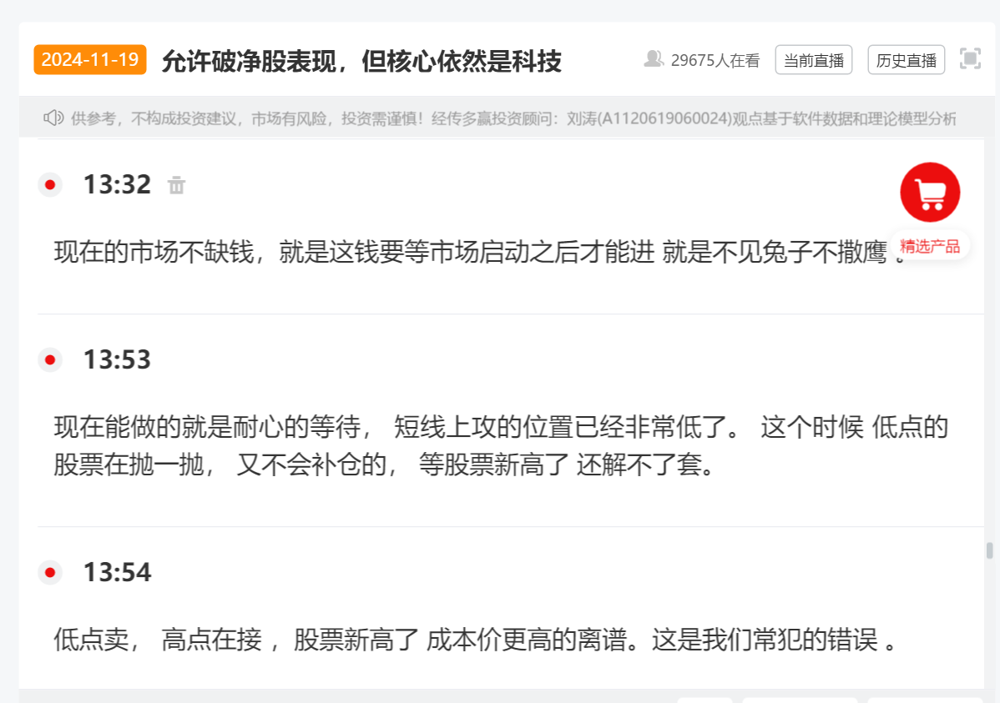 2024-11-19 允许破净股表现，但核心依然是科技 29675人在看 当前直播 历史直播
供参考，不构成投资建议，市场有风险，投资需谨慎！经传多赢投资顾问：刘涛(A1120619060024)观点基于软件数据和理论模型分析
13:32
现在的市场不缺钱，就是这钱要等市场启动之后才能进 就是不见兔子不撒鹰 。
精选产品
13:53
现在能做的就是耐心的等待， 短线上攻的位置已经非常低了。 这个时候 低点的
股票在抛一抛， 又不会补仓的， 等股票新高了 还解不了套。
13:54
低点卖， 高点在接 ，股票新高了 成本价更高的离谱。这是我们常犯的错误 。